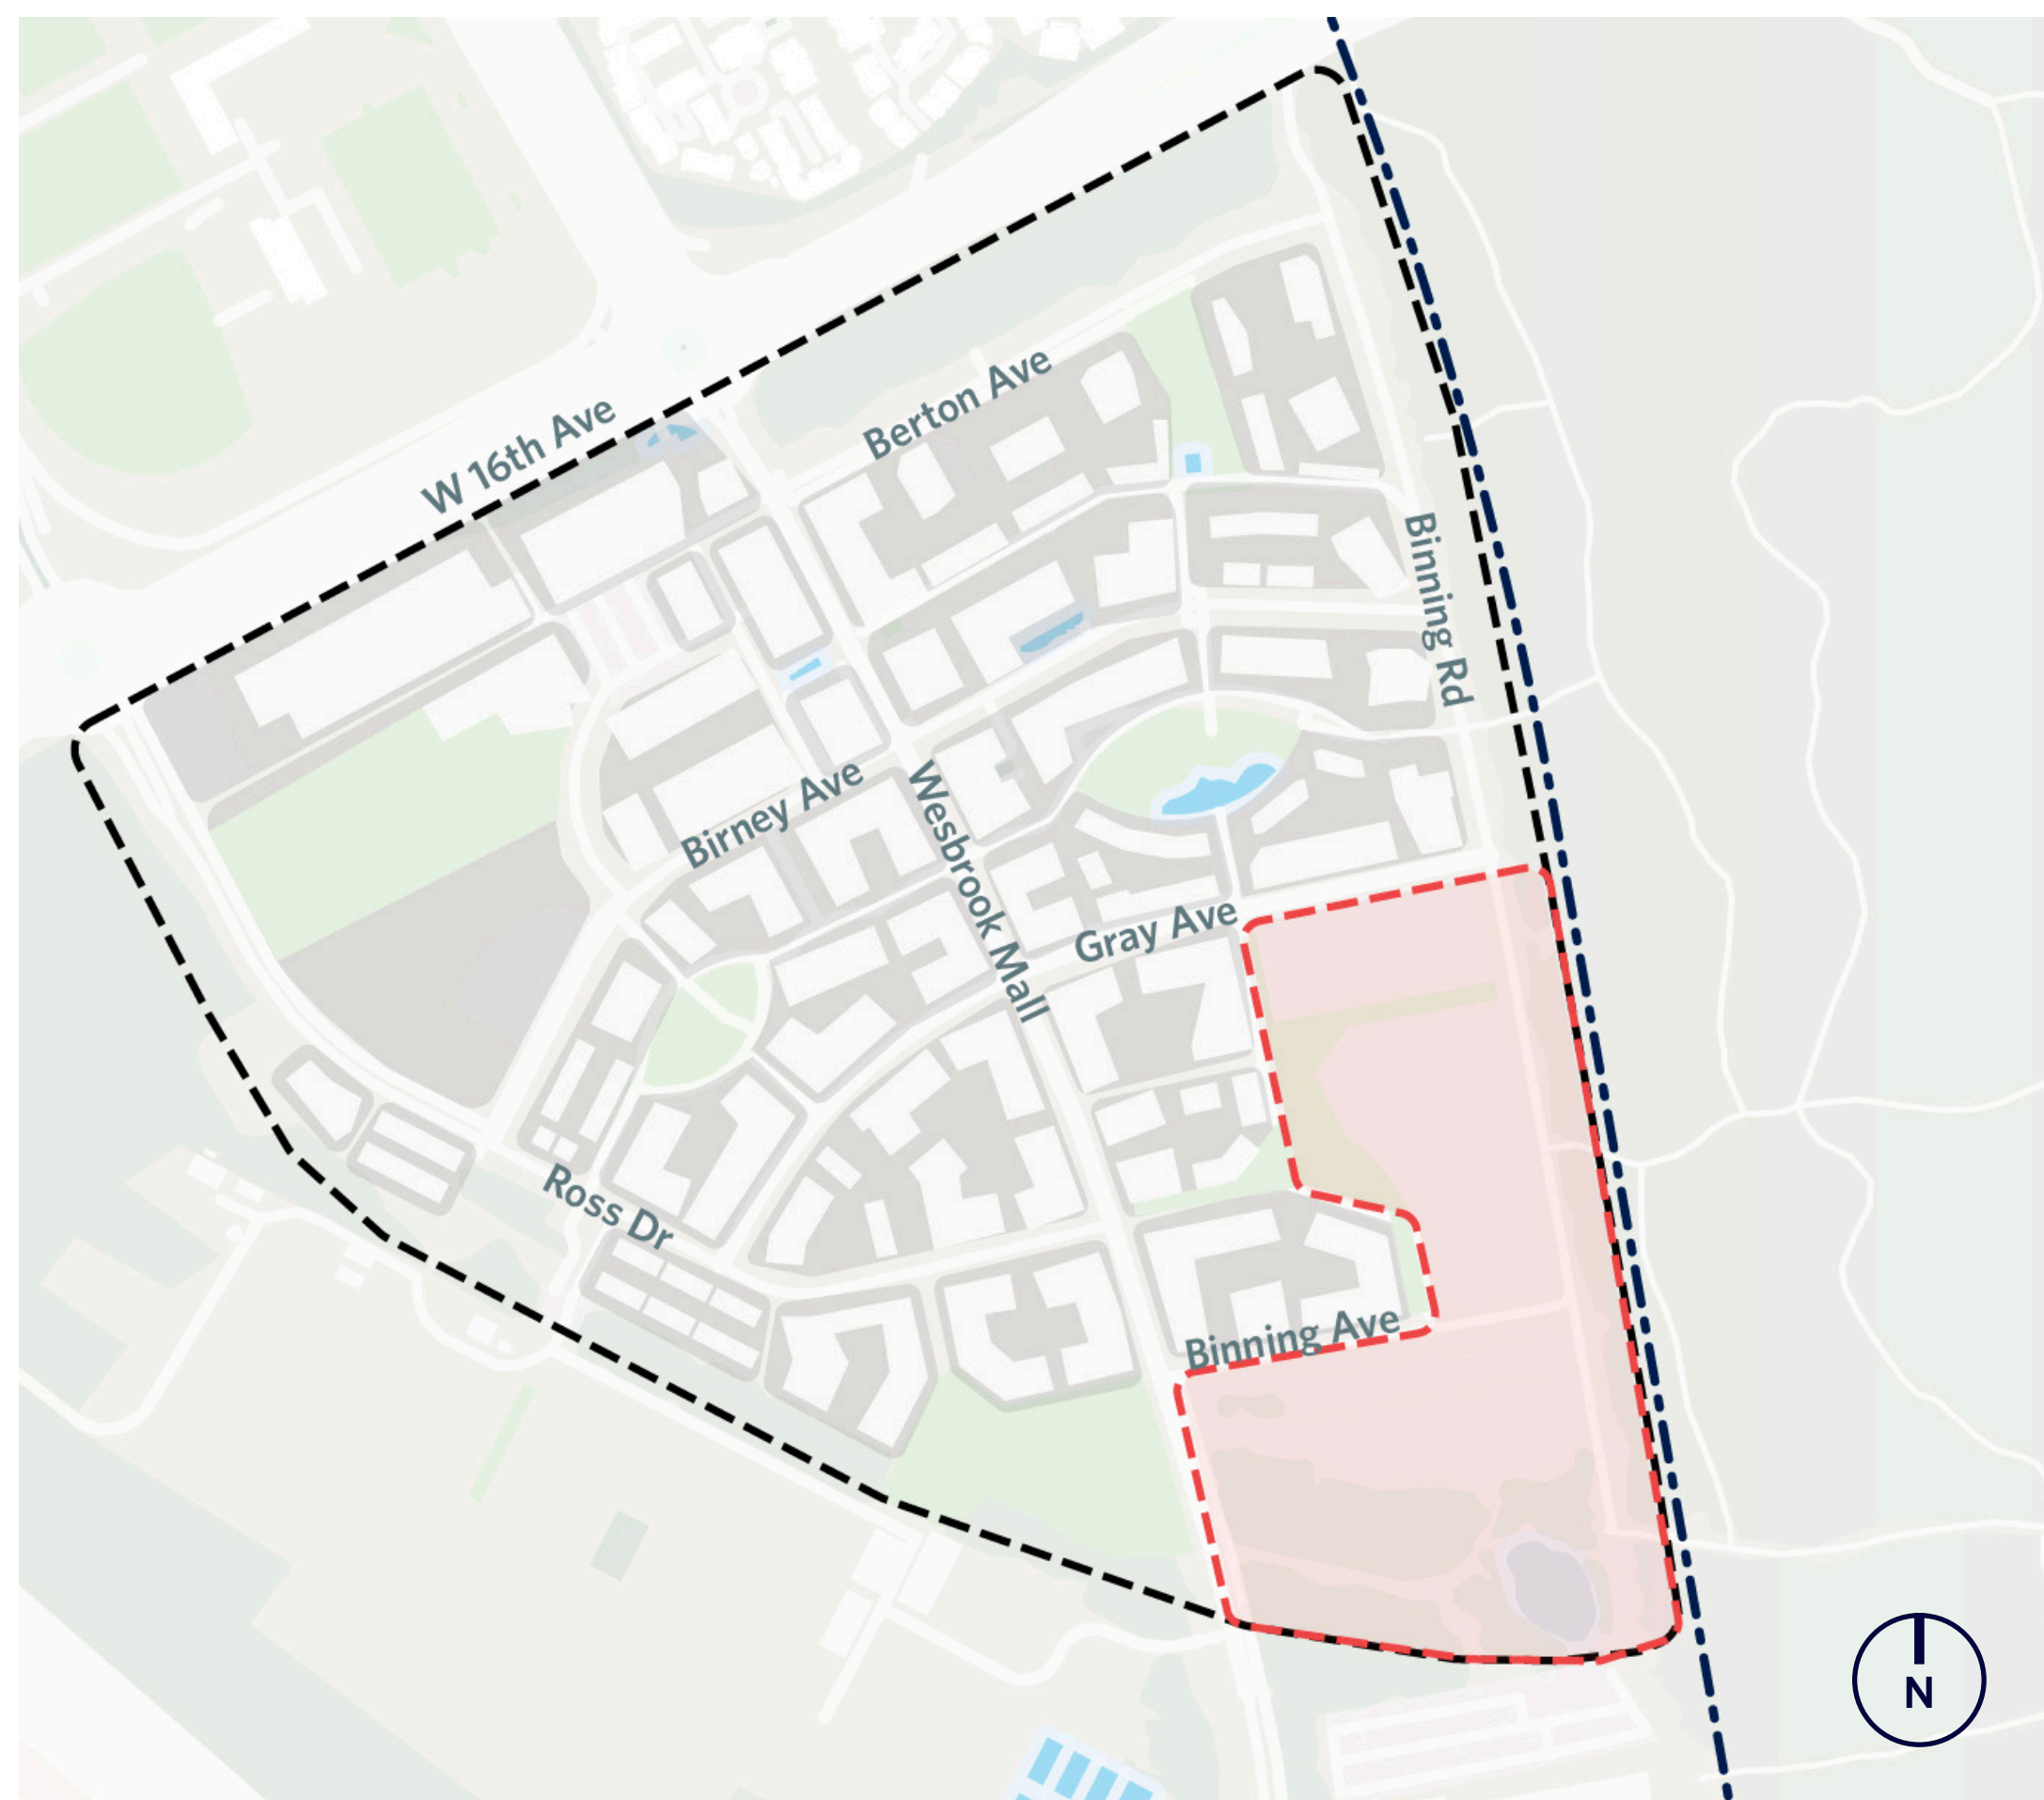 W 16th Ave
Berton Ave
Binning Rd
Birney Ave
Wesbrook Mall
Gray Ave
Ross Dr
Binning Ave
N